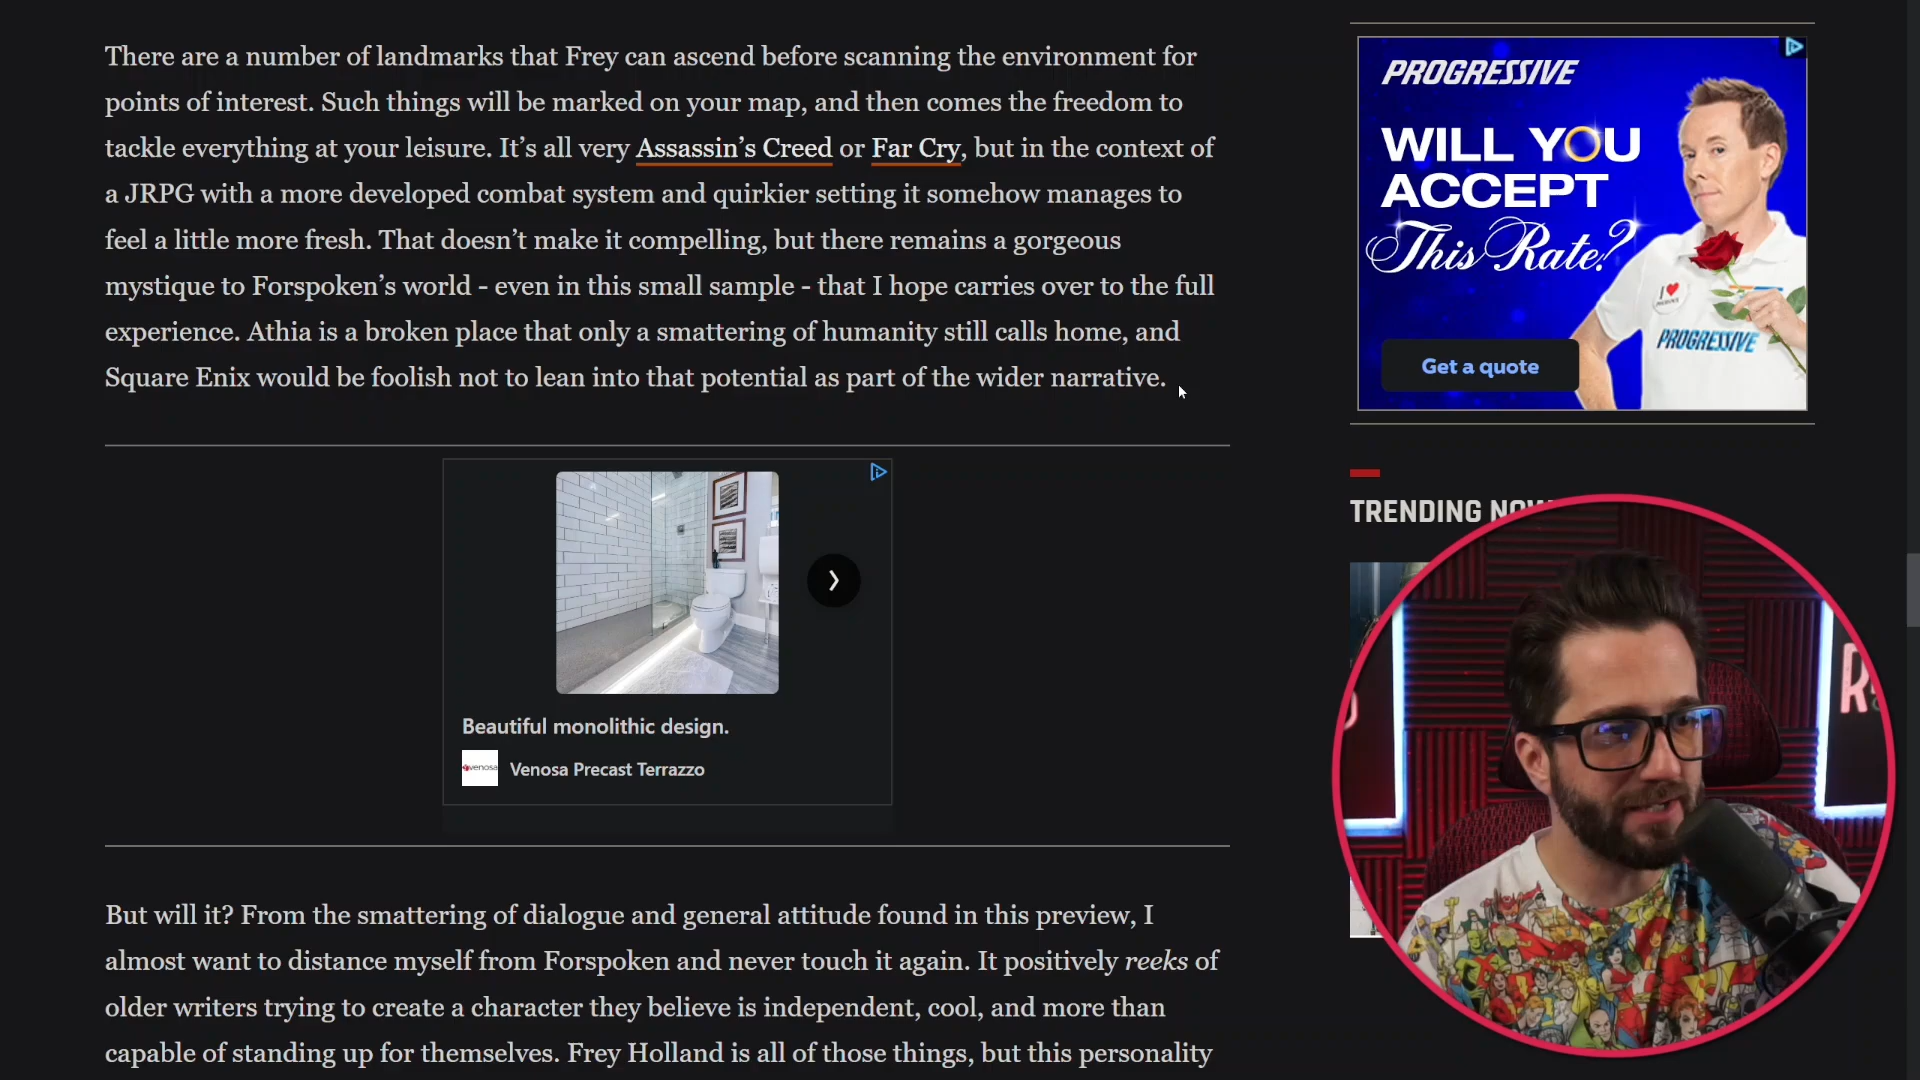 There are a number of landmarks that Frey can ascend before scanning the environment for
points of interest. Such things will be marked on your map, and then comes the freedom to
tackle everything at your leisure. It’s all very Assassin’s Creed or Far Cry, but in the context of
a JRPG with a more developed combat system and quirkier setting it somehow manages to
feel a little more fresh. That doesn’t make it compelling, but there remains a gorgeous
mystique to Forspoken’s world - even in this small sample - that I hope carries over to the full
experience. Athia is a broken place that only a smattering of humanity still calls home, and
Square Enix would be foolish not to lean into that potential as part of the wider narrative.
Beautiful monolithic design.
venosa
Venosa Precast Terrazzo
But will it? From the smattering of dialogue and general attitude found in this preview, I
almost want to distance myself from Forspoken and never touch it again. It positively reeks of
older writers trying to create a character they believe is independent, cool, and more than
capable of standing up for themselves. Frey Holland is all of those things, but this personality
PROGRESSIVE
WILL YOU
ACCEPT
This Rate?
I
PROGRESSIVE
Get a quote
TRENDING NOW
R